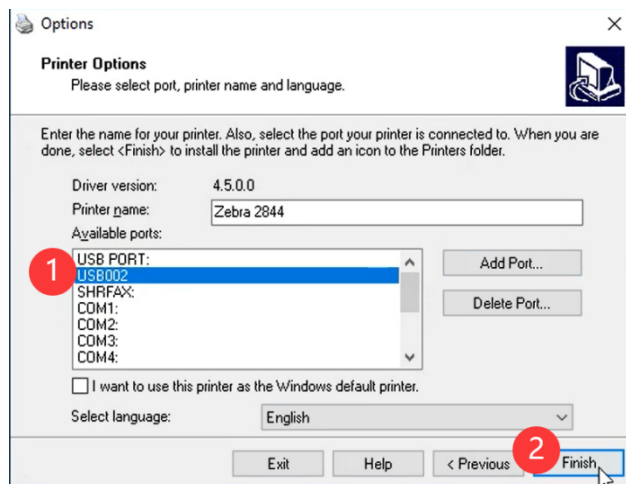 Options
Printer Options
Please select port, printer name and language.
Enter the name for your printer. Also, select the port your printer is connected to. When you are
done, select <Finish> to install the printer and add an icon to the Printers folder.
Driver version: 4.5.0.0
Printer name: Zebra 2844
Available ports:
1
USB PORT:
USB002
SHRFAX:
COM1:
COM2:
COM3:
COM4:
Add Port...
Delete Port...
I want to use this printer as the Windows default printer.
Select language: English
2
Exit Help < Previous Finish